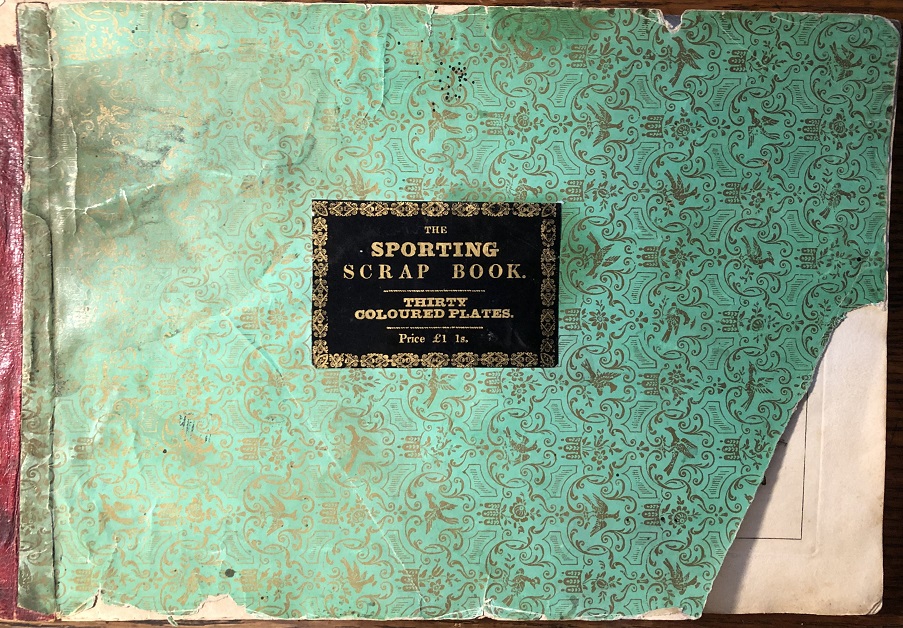 THE
SPORTING
SCRAP BOOK.
THIRTY
COLOURED PLATES.
Price £1 1s.